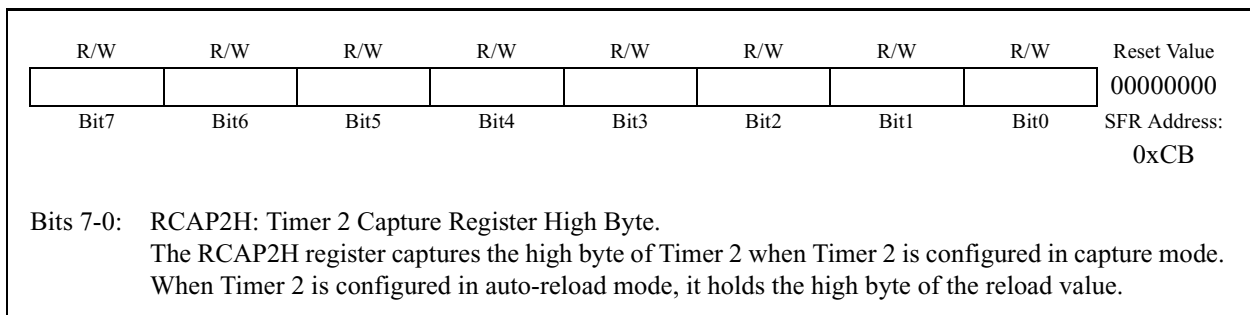 R/W R/W R/W R/W R/W R/W R/W R/W Reset Value
00000000
Bit7 Bit6 Bit5 Bit4 Bit3 Bit2 Bit1 Bit0 SFR Address:
0xCB
Bits 7-0: RCAP2H: Timer 2 Capture Register High Byte.
The RCAP2H register captures the high byte of Timer 2 when Timer 2 is configured in capture mode.
When Timer 2 is configured in auto-reload mode, it holds the high byte of the reload value.